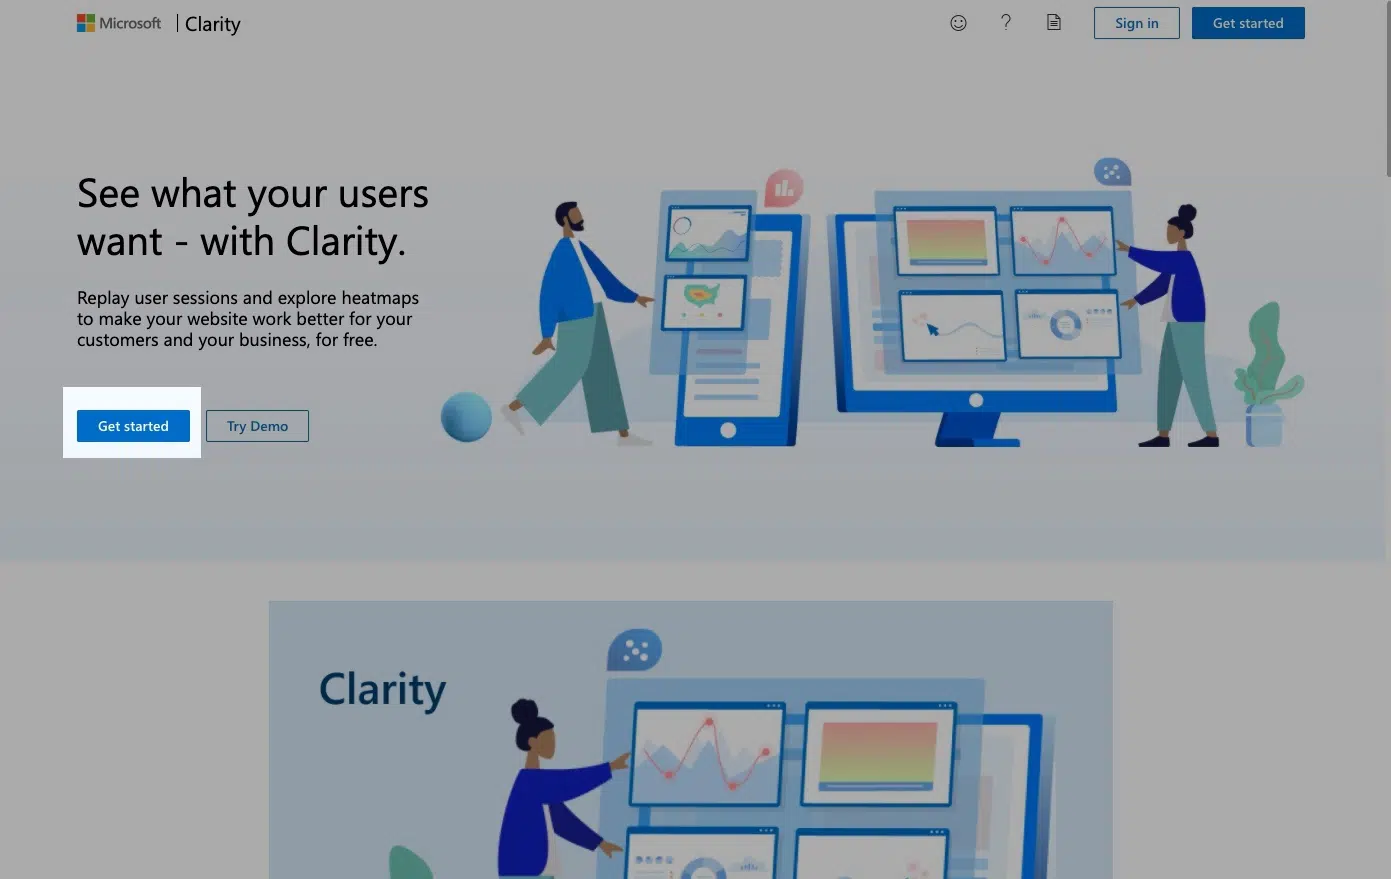 Microsoft | Clarity
? Sign in Get started
See what your users
want - with Clarity.
Replay user sessions and explore heatmaps
to make your website work better for your
customers and your business, for free.
Get started Try Demo
Clarity